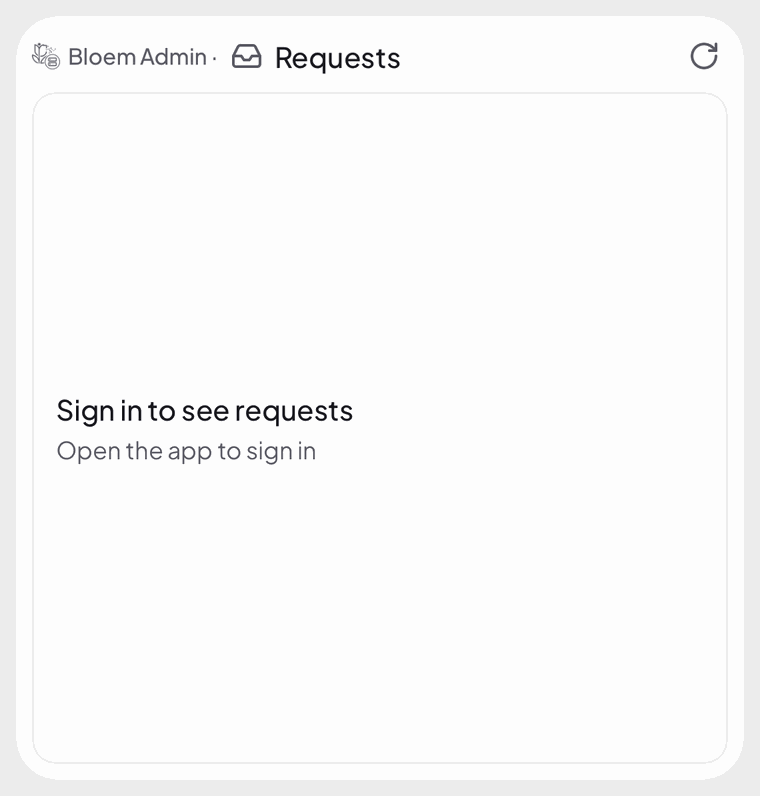 Bloem Admin · Requests
Sign in to see requests
Open the app to sign in